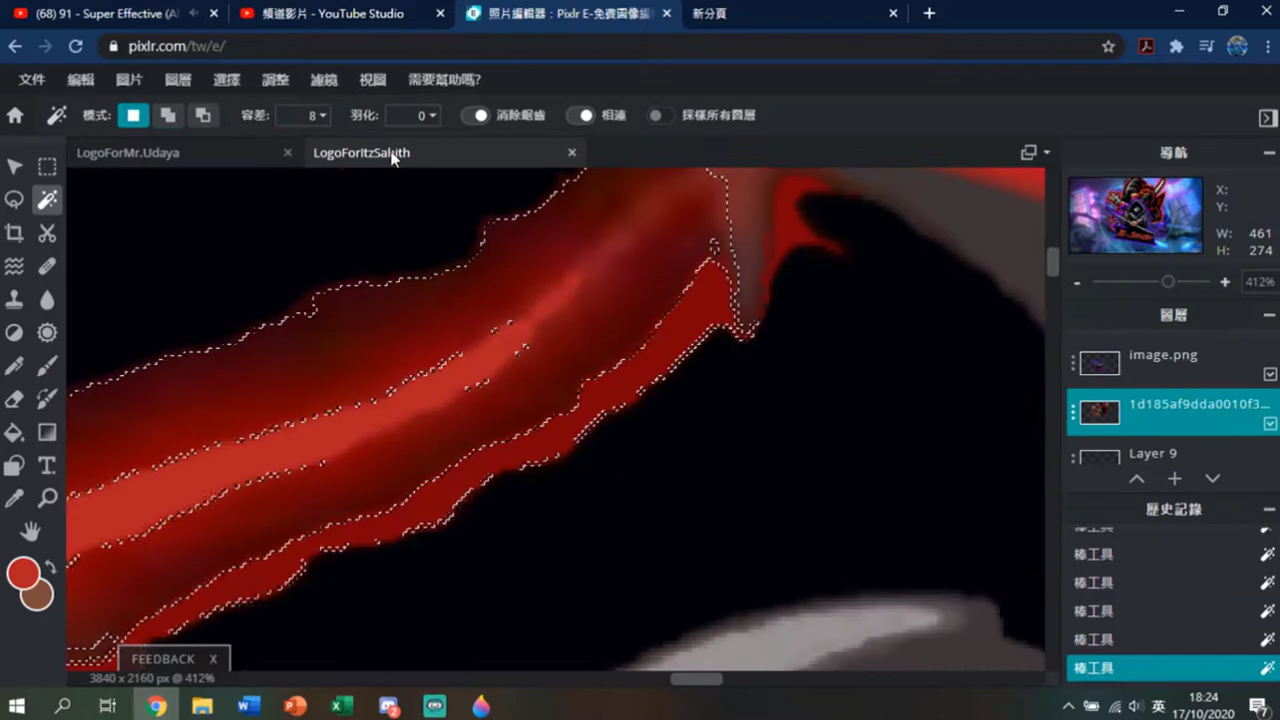 (68) 91 - Super Effective (A
頻道影片 - YouTube Studio
照片編輯器：Pixlr E-免費圖像編
新分頁
pixlr.com/tw/e/
文件 編輯 圖片 圖層 選擇 調整 濾鏡 視圖 需要幫助嗎?
模式: 容差: 8 羽化: 0 消除鋸齒 相連 採樣所有圖層
LogoForMr.Udaya
LogoForItzSalith
導航
X:
Y:
W: 461
H: 274
412%
圖層
image.png
1d185af9dda0010f3...
Layer 9
歷史記錄
棒工具
棒工具
棒工具
棒工具
棒工具
FEEDBACK X
3840 x 2160 px @ 412%
英
18:24
17/10/2020